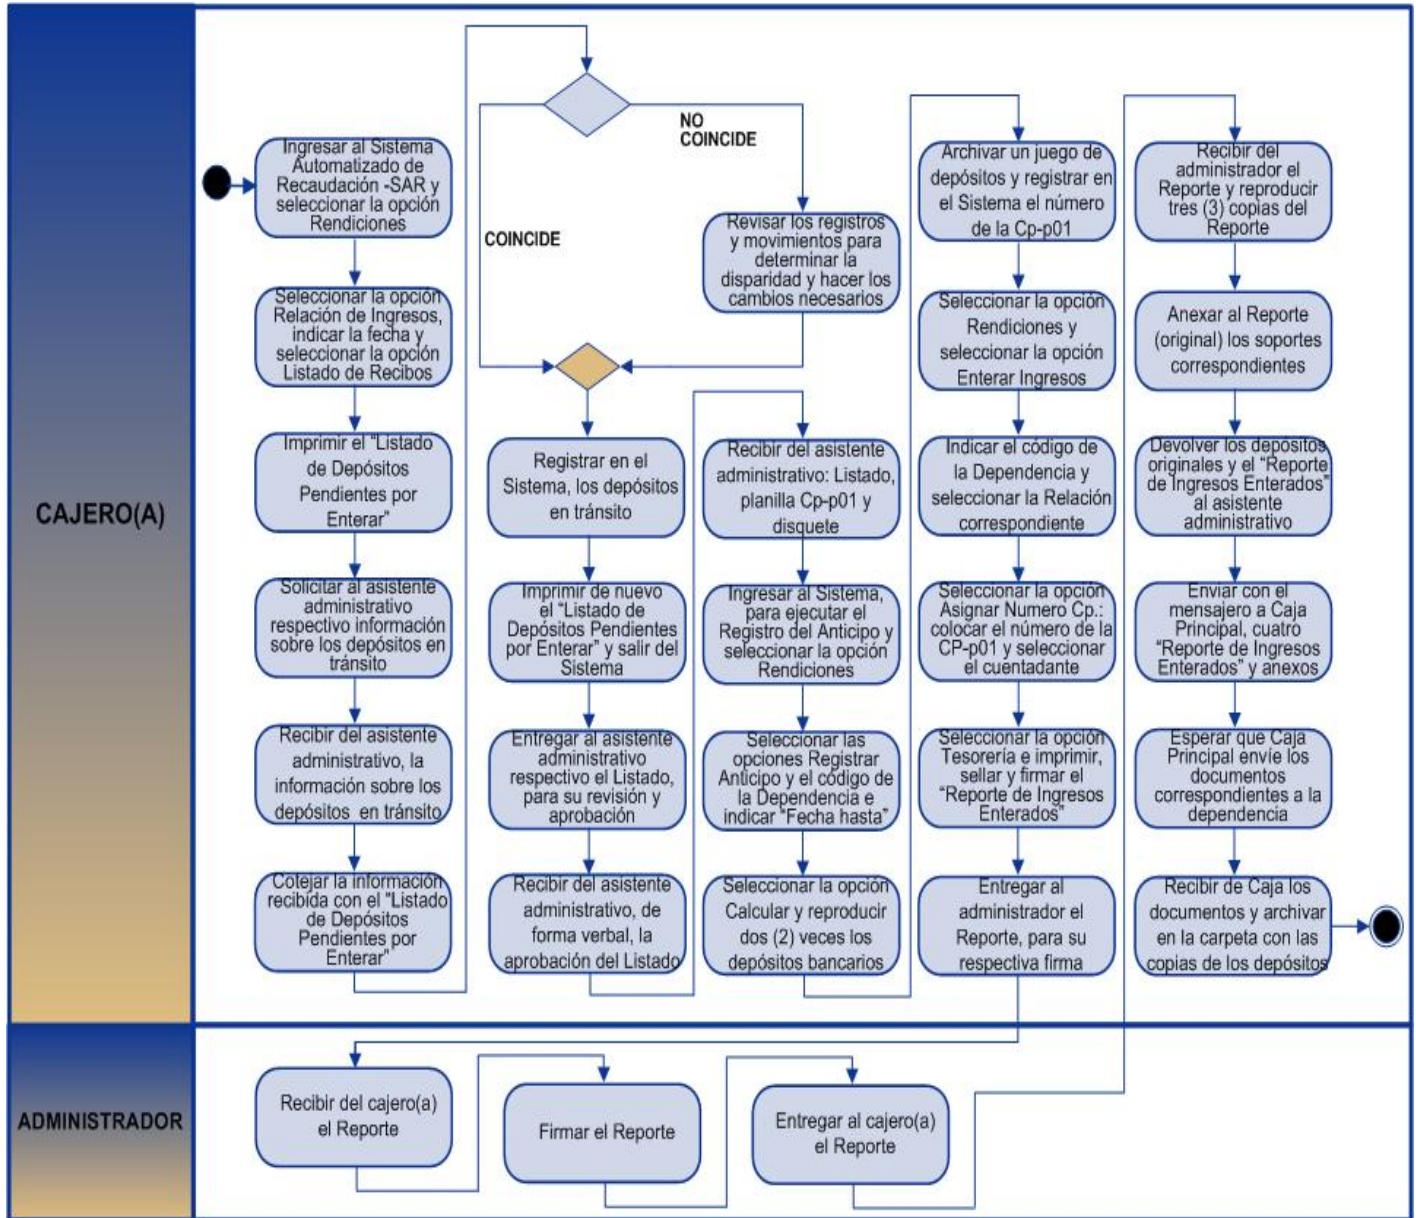 CAJERO(A)
Ingresar al Sistema
Automatizado de
Recaudación -SAR y
seleccionar la opción
Rendiciones
Seleccionar la opción
Relación de Ingresos,
indicar la fecha y
seleccionar la opción
Listado de Recibos
Imprimir el “Listado
de Depósitos
Pendientes por
Enterar”
Solicitar al asistente
administrativo
respectivo información
sobre los depósitos en
tránsito
Recibir del asistente
administrativo, la
información sobre los
depósitos en tránsito
Cotejar la información
recibida con el “Listado
de Depósitos
Pendientes por
Enterar”
COINCIDE
NO
COINCIDE
Revisar los registros
y movimientos para
determinar la
disparidad y hacer los
cambios necesarios
Registrar en el
Sistema, los depósitos
en tránsito
Imprimir de nuevo
el “Listado de
Depósitos Pendientes
por Enterar” y salir del
Sistema
Entregar al asistente
administrativo
respectivo el Listado,
para su revisión y
aprobación
Recibir del asistente
administrativo, de
forma verbal, la
aprobación del Listado
Recibir del asistente
administrativo: Listado,
planilla Cp-p01 y
disquete
Ingresar al Sistema,
para ejecutar el
Registro del Anticipo y
seleccionar la opción
Rendiciones
Seleccionar las
opciones Registrar
Anticipo y el código de
la Dependencia e
indicar “Fecha hasta”
Seleccionar la opción
Calcular y reproducir
dos (2) veces los
depósitos bancarios
Archivar un juego de
depósitos y registrar en
el Sistema el número
de la Cp-p01
Seleccionar la opción
Rendiciones y
seleccionar la opción
Enterar Ingresos
Indicar el código de
la Dependencia y
seleccionar la Relación
correspondiente
Seleccionar la opción
Asignar Numero Cp.:
colocar el número de la
CP-p01 y seleccionar
el cuentadante
Seleccionar la opción
Tesorería e imprimir,
sellar y firmar el
“Reporte de Ingresos
Enterados”
Entregar al
administrador el
Reporte, para su
respectiva firma
Recibir del
administrador el
Reporte y reproducir
tres (3) copias del
Reporte
Anexar al Reporte
(original) los soportes
correspondientes
Devolver los depósitos
originales y el “Reporte
de Ingresos Enterados”
al asistente
administrativo
Enviar con el
mensajero a Caja
Principal, cuatro
“Reporte de Ingresos
Enterados” y anexos
Esperar que Caja
Principal envíe los
documentos
correspondientes a la
dependencia
Recibir de Caja los
documentos y archivar
en la carpeta con las
copias de los depósitos
ADMINISTRADOR
Recibir del cajero(a)
el Reporte
Firmar el Reporte
Entregar al cajero(a)
el Reporte